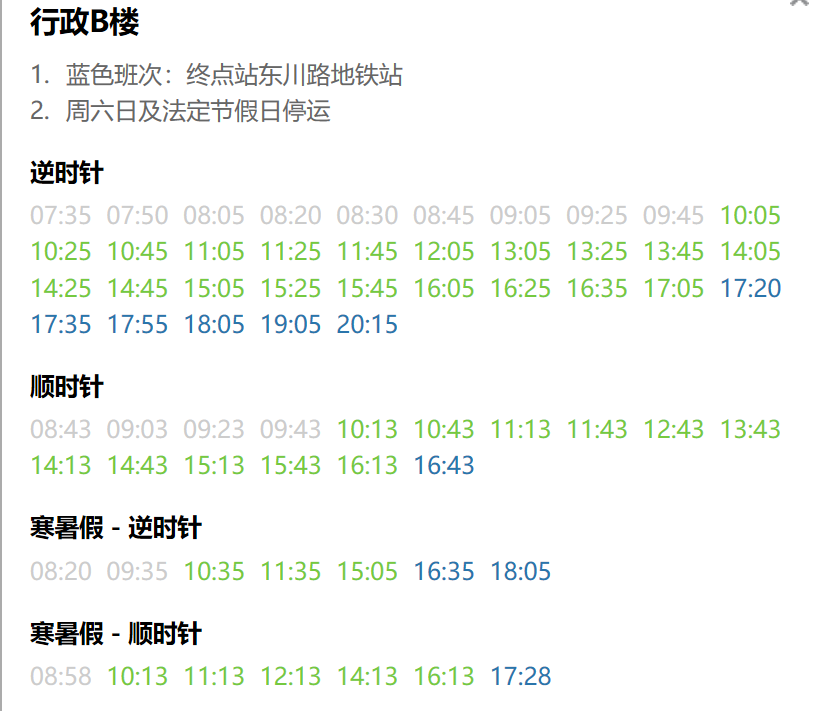 行政B楼
1. 蓝色班次：终点站东川路地铁站
2. 周六日及法定节假日停运
逆时针
07:35 07:50 08:05 08:20 08:30 08:45 09:05 09:25 09:45 10:05
10:25 10:45 11:05 11:25 11:45 12:05 13:05 13:25 13:45 14:05
14:25 14:45 15:05 15:25 15:45 16:05 16:25 16:35 17:05 17:20
17:35 17:55 18:05 19:05 20:15
顺时针
08:43 09:03 09:23 09:43 10:13 10:43 11:13 11:43 12:43 13:43
14:13 14:43 15:13 15:43 16:13 16:43
寒暑假 - 逆时针
08:20 09:35 10:35 11:35 15:05 16:35 18:05
寒暑假 - 顺时针
08:58 10:13 11:13 12:13 14:13 16:13 17:28